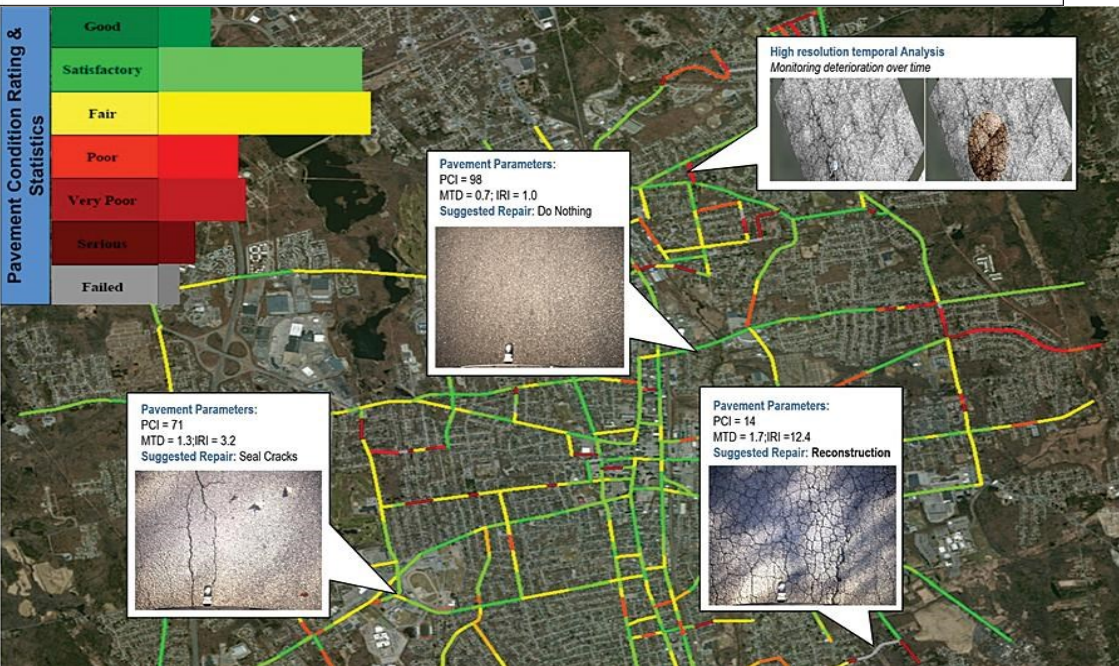 Pavement Condition Rating &
Statistics
Good
Satisfactory
Fair
Poor
Very Poor
Serious
Failed
High resolution temporal Analysis
Monitoring deterioration over time
Pavement Parameters:
PCI = 98
MTD = 0.7; IRI = 1.0
Suggested Repair: Do Nothing
Pavement Parameters:
PCI = 71
MTD = 1.3;IRI = 3.2
Suggested Repair: Seal Cracks
Pavement Parameters:
PCI = 14
MTD = 1.7;IRI =12.4
Suggested Repair: Reconstruction